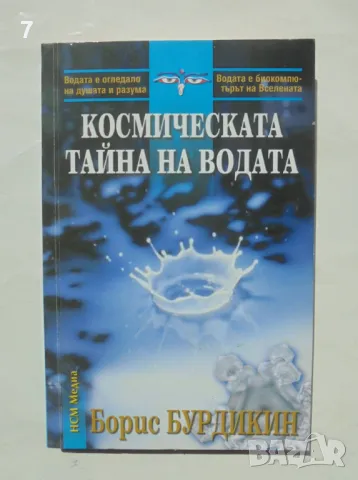 7
Водата е огледало
на душата и разума
Водата е биокомпю-
търът на Вселената
КОСМИЧЕСКАТА
ТАЙНА НА ВОДАТА
НСМ Медиа
Борис БУРДИКИН
BAZAR